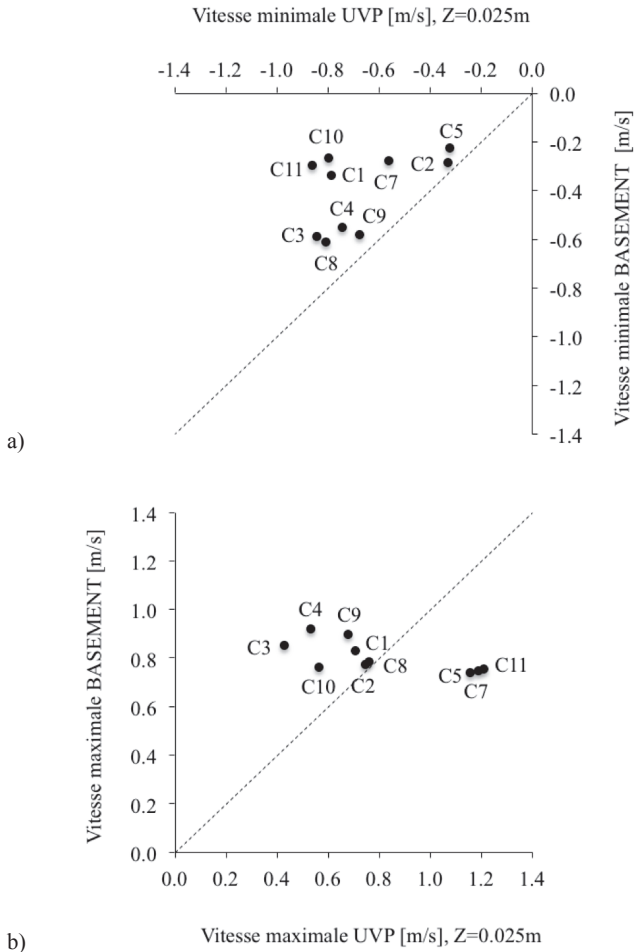 Vitesse minimale UVP [m/s], Z=0.025m
-1.4 -1.2 -1.0 -0.8 -0.6 -0.4 -0.2 0.0
0.0
-0.2
-0.4
-0.6
-0.8
-1.0
-1.2
-1.4
Vitesse minimale BASEMENT [m/s]
C10
C5
C11
C1
C7
C2
C4
C9
C3
C8
a)
1.4
1.2
1.0
0.8
0.6
0.4
0.2
0.0
Vitesse maximale BASEMENT [m/s]
C4
C9
C3
C1
C10
C2
C8
C5
C7
C11
0.0 0.2 0.4 0.6 0.8 1.0 1.2 1.4
b)
Vitesse maximale UVP [m/s], Z=0.025m